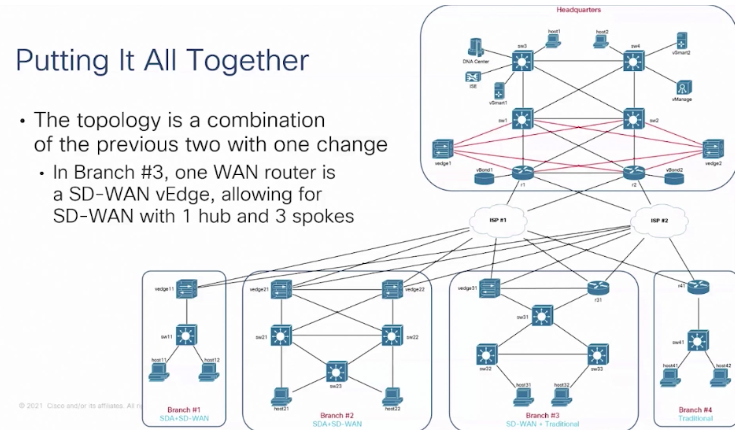 Putting It All Together
• The topology is a combination
of the previous two with one change
• In Branch #3, one WAN router is
a SD-WAN vEdge, allowing for
SD-WAN with 1 hub and 3 spokes
Headquarters
host1
host2
sw3
sw4
vSmart2
DNA Center
ISE
vSmart1
vManage
sw1
sw2
vedge1
vedge2
vBond1
vBond2
r1
r2
ISP #1
ISP #2
vedge11
vedge21
vedge22
vedge31
r31
r41
sw11
sw21
sw22
sw31
sw41
host11
host12
sw23
sw32
sw33
host41
host42
host21
host22
host31
host32
Branch #1
SDA+SD-WAN
Branch #2
SDA+SD-WAN
Branch #3
SD-WAN + Traditional
Branch #4
Traditional
© 2021 Cisco and/or its affiliates. All